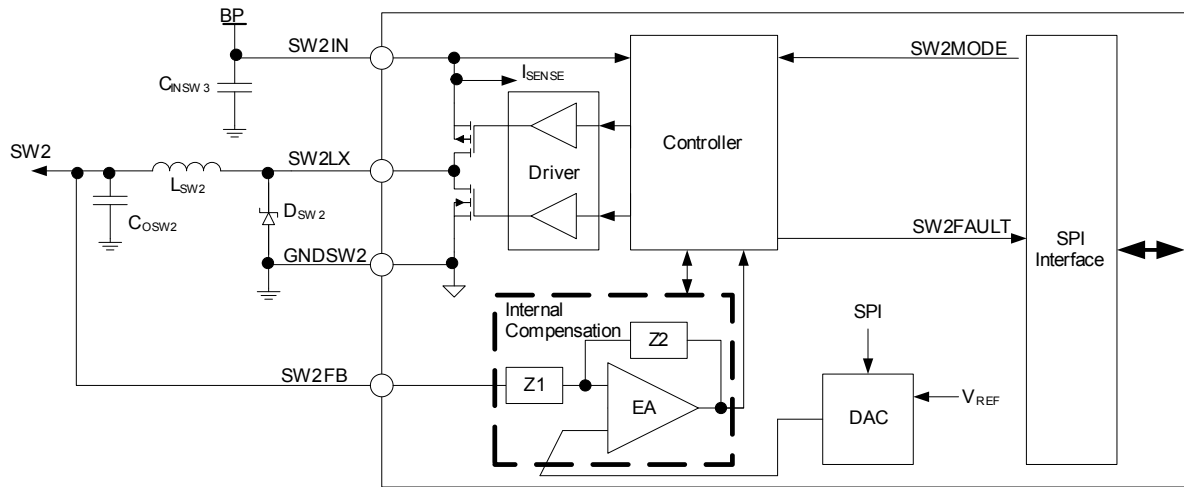 BP
SW2IN
SW2MODE
CINSW3
ISENSE
Controller
SW2
SW2LX
Driver
LSW2
COSW2
DSW2
SW2FAULT
SPI
Interface
GNDSW2
Internal
Compensation
SPI
Z2
SW2FB
Z1
EA
DAC
VREF